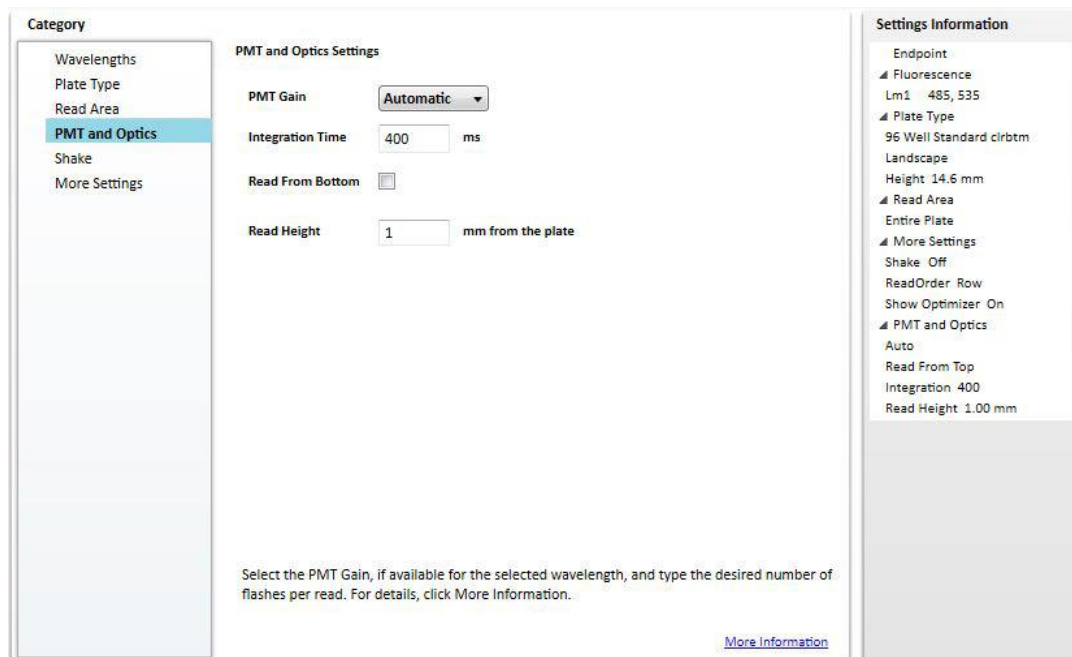 Category
Wavelengths
Plate Type
Read Area
PMT and Optics
Shake
More Settings
PMT and Optics Settings
PMT Gain Automatic
Integration Time 400 ms
Read From Bottom
Read Height 1 mm from the plate
Select the PMT Gain, if available for the selected wavelength, and type the desired number of
flashes per read. For details, click More Information.
More Information
Settings Information
Endpoint
Fluorescence
Lm1 485, 535
Plate Type
96 Well Standard clrbtm
Landscape
Height 14.6 mm
Read Area
Entire Plate
More Settings
Shake Off
ReadOrder Row
Show Optimizer On
PMT and Optics
Auto
Read From Top
Integration 400
Read Height 1.00 mm